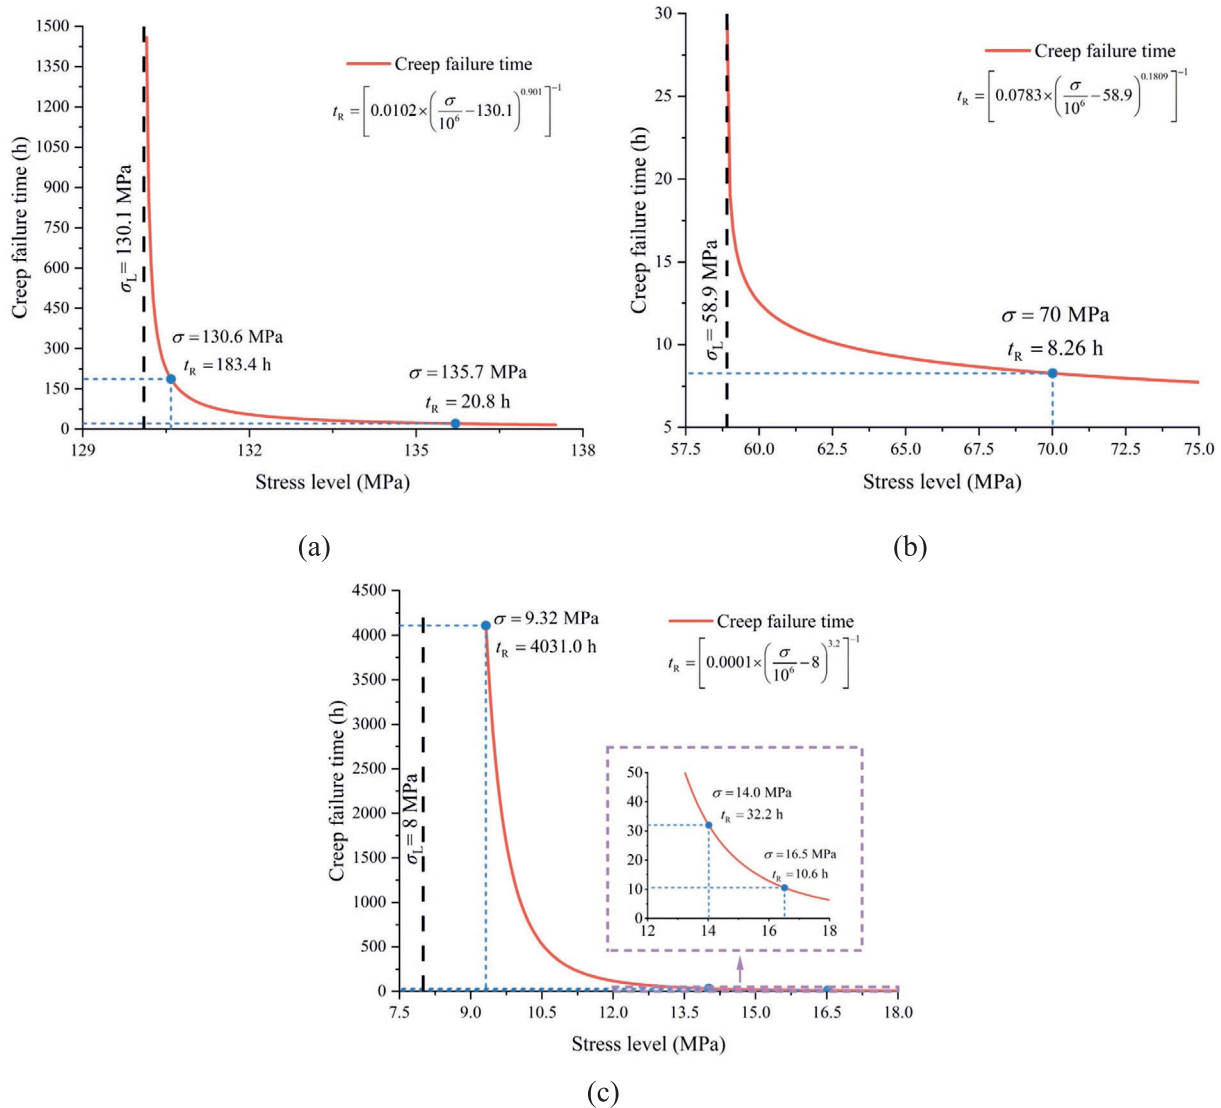 1500
1350
1200
1050
900
750
600
450
300
150
0
Creep failure time (h)
σL= 130.1 MPa
Creep failure time
tR = [0.0102×(σ/10^6 −130.1)^0.901]^−1
σ=130.6 MPa
tR =183.4 h
σ=135.7 MPa
tR = 20.8 h
129
132
135
138
Stress level (MPa)
(a)
30
25
20
15
10
5
Creep failure time (h)
σL= 58.9 MPa
Creep failure time
tR = [0.0783×(σ/10^6 −58.9)^0.1809]^−1
σ = 70 MPa
tR = 8.26 h
57.5
60.0
62.5
65.0
67.5
70.0
72.5
75.0
Stress level (MPa)
(b)
4500
4000
3500
3000
2500
2000
1500
1000
500
0
Creep failure time (h)
σL= 8 MPa
σ = 9.32 MPa
tR = 4031.0 h
Creep failure time
tR = [0.0001×(σ/10^6 −8)^3.2]^−1
50
40
30
20
10
0
σ=14.0 MPa
tR = 32.2 h
σ=16.5 MPa
tR =10.6 h
12
14
16
18
7.5
9.0
10.5
12.0
13.5
15.0
16.5
18.0
Stress level (MPa)
(c)